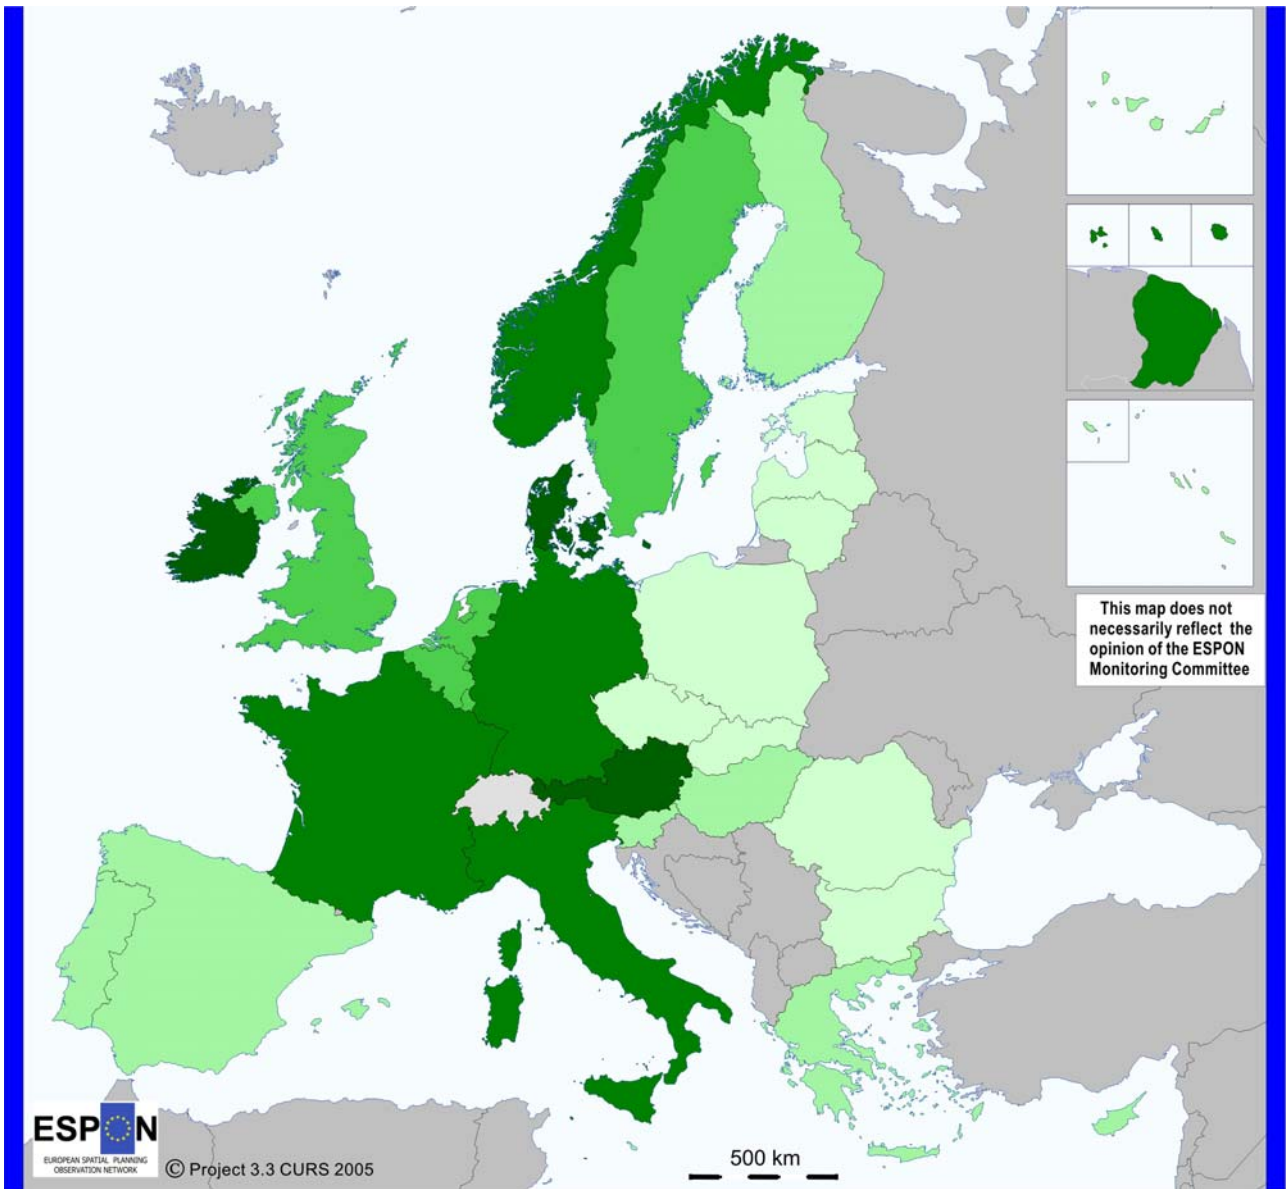 This map does not
necessarily reflect the
opinion of the ESPON
Monitoring Committee
ESPON
EUROPEAN SPATIAL PLANNING
OBSERVATION NETWORK
© Project 3.3 CURS 2005
500 km